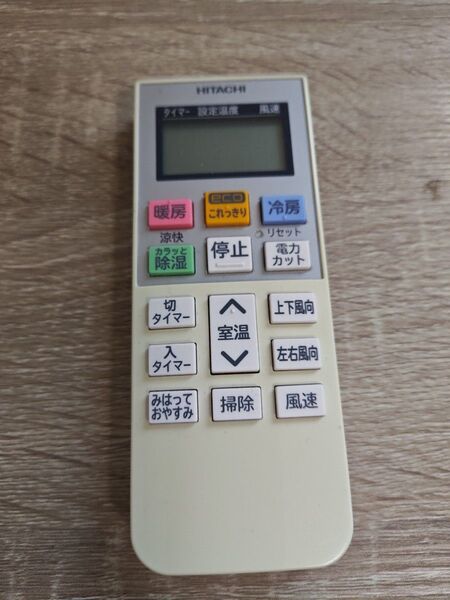 HITACHI
タイマー 設定温度 風速
暖房
eco
これっきり
冷房
涼快
リセット
カラッと
除湿
停止
電力
カット
切
タイマー
室温
上下風向
入
タイマー
左右風向
みはって
おやすみ
掃除
風速